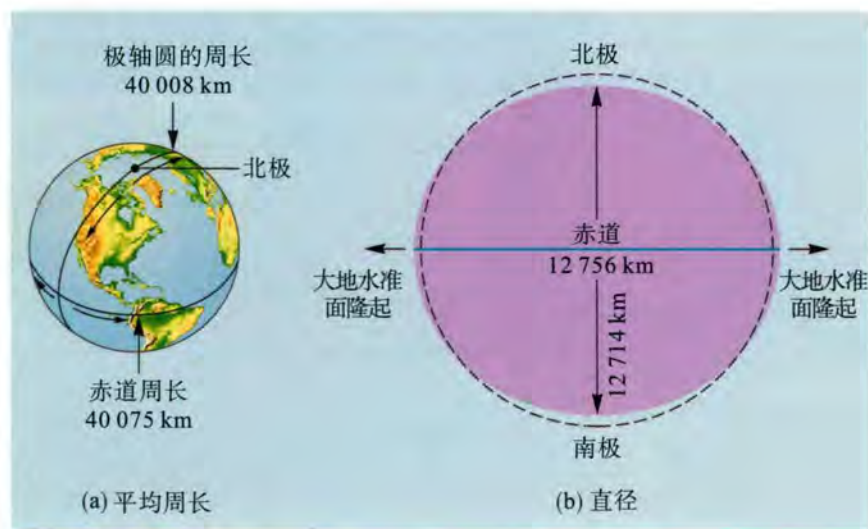 极轴圆的周长
40 008 km
北极
赤道周长
40 075 km
(a) 平均周长
北极
赤道
12 756 km
大地水准
面隆起
大地水准
面隆起
12 714 km
南极
(b) 直径